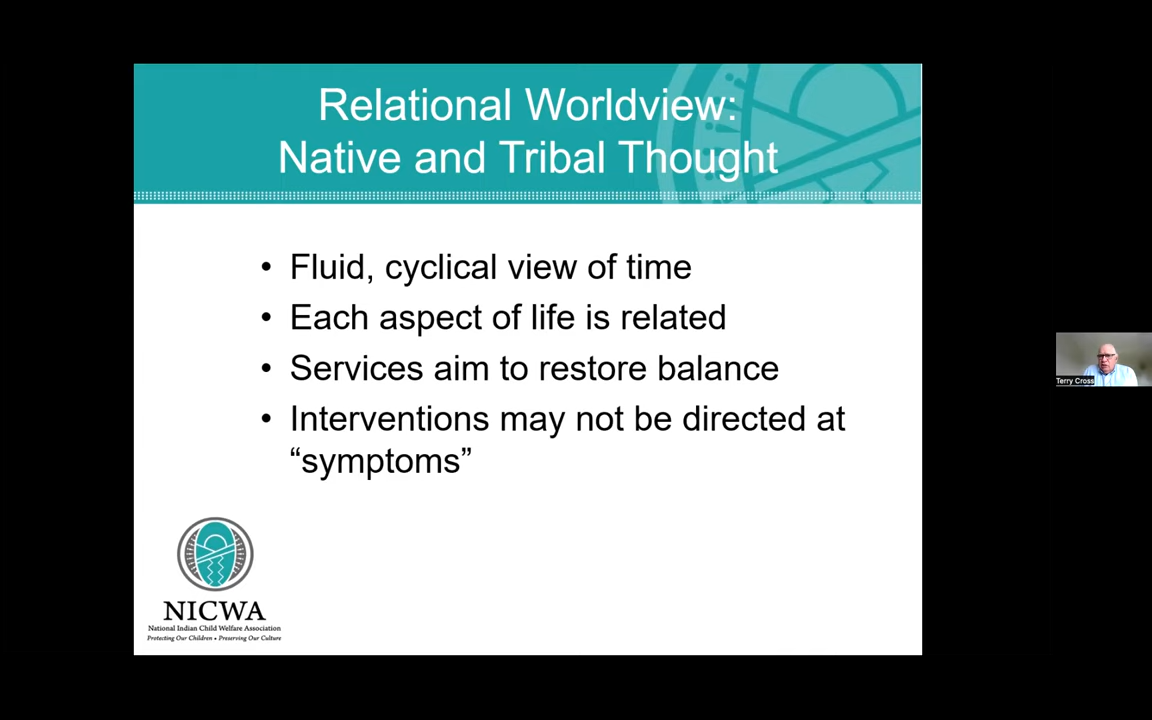 Relational Worldview:
Native and Tribal Thought
• Fluid, cyclical view of time
• Each aspect of life is related
• Services aim to restore balance
• Interventions may not be directed at
“symptoms”
Terry Cross
NICWA
National Indian Child Welfare Association
Protecting Our Children • Preserving Our Culture